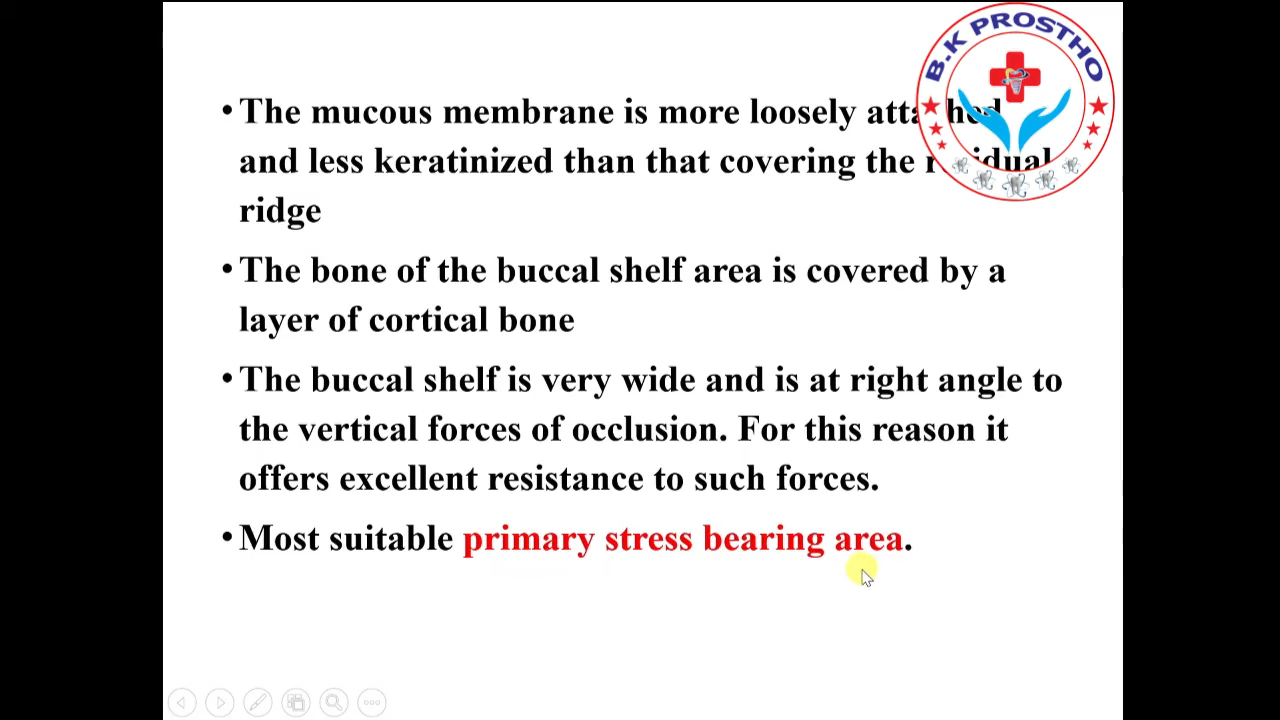 B.K PROSTHO
• The mucous membrane is more loosely attached
and less keratinized than that covering the residual
ridge
• The bone of the buccal shelf area is covered by a
layer of cortical bone
• The buccal shelf is very wide and is at right angle to
the vertical forces of occlusion. For this reason it
offers excellent resistance to such forces.
• Most suitable primary stress bearing area.